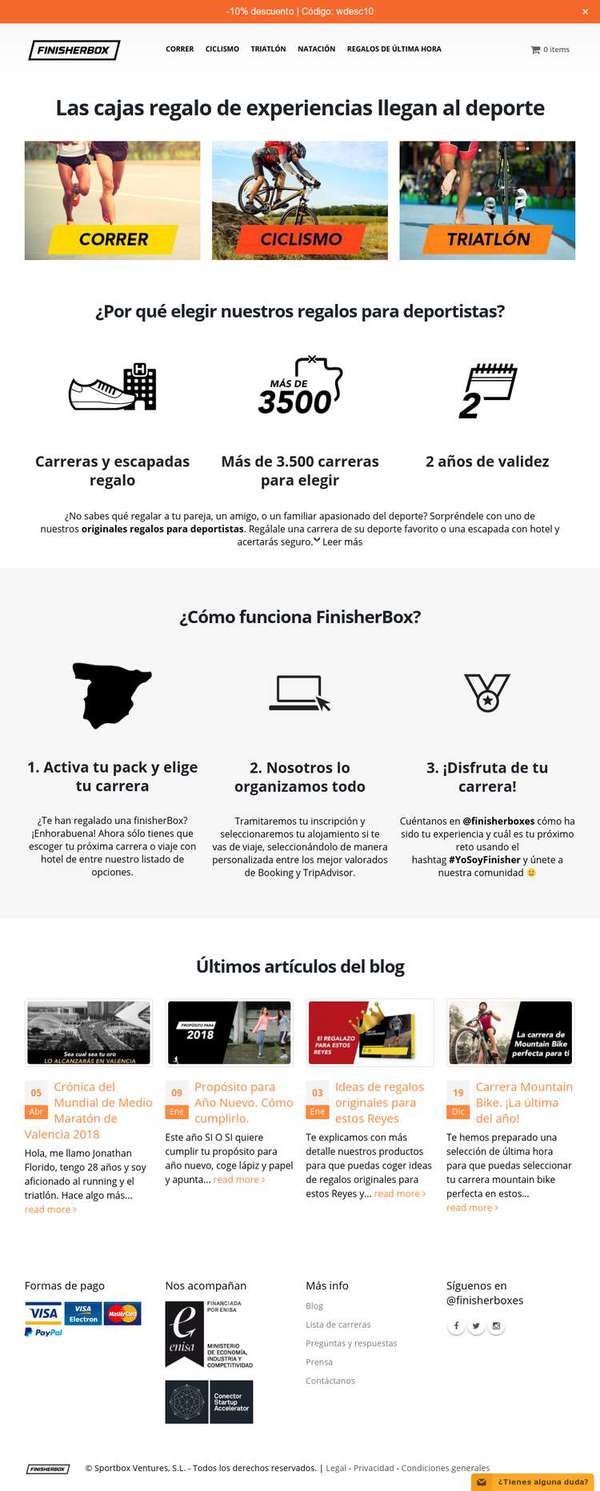 -10% descuento | Código: wdesc10
×
FINISHERBOX
CORRER CICLISMO TRIATLÓN NATACIÓN REGALOS DE ÚLTIMA HORA
0 items
Las cajas regalo de experiencias llegan al deporte
CORRER
CICLISMO
TRIATLÓN
¿Por qué elegir nuestros regalos para deportistas?
H
MÁS DE
3500
2
Carreras y escapadas
regalo
Más de 3.500 carreras
para elegir
2 años de validez
¿No sabes qué regalar a tu pareja, un amigo, o un familiar apasionado del deporte? Sorpréndele con uno de
nuestros originales regalos para deportistas. Regálale una carrera de su deporte favorito o una escapada con hotel y
acertarás seguro. Leer más
¿Cómo funciona FinisherBox?
1. Activa tu pack y elige
tu carrera
¿Te han regalado una finisherBox?
¡Enhorabuena! Ahora sólo tienes que
escoger tu próxima carrera o viaje con
hotel de entre nuestro listado de
opciones.
2. Nosotros lo
organizamos todo
Tramitaremos tu inscripción y
seleccionaremos tu alojamiento si te
vas de viaje, seleccionándolo de manera
personalizada entre los mejor valorados
de Booking y TripAdvisor.
3. ¡Disfruta de tu
carrera!
Cuéntanos en @finisherboxes cómo ha
sido tu experiencia y cuál es tu próximo
reto usando el
hashtag #YoSoyFinisher y únete a
nuestra comunidad 🙂
Últimos artículos del blog
Sea cual sea tu oro
LO ALCANZARÁS EN VALENCIA
05
Abr
Crónica del
Mundial de Medio
Maratón de
Valencia 2018
Hola, me llamo Jonathan
Florido, tengo 28 años y soy
aficionado al running y el
triatlón. Hace algo más...
read more >
PROPÓSITO PARA
2018
09
Ene
Propósito para
Año Nuevo. Cómo
cumplirlo.
Este año SI O SI quiere
cumplir tu propósito para
año nuevo, coge lápiz y papel
y apunta... read more >
El REGALAZO
PARA ESTOS
REYES
03
Ene
Ideas de regalos
originales para
estos Reyes
Te explicamos con más
detalle nuestros productos
para que puedas coger ideas
de regalos originales para
estos Reyes y... read more >
La carrera de
Mountain Bike
perfecta para ti
19
Dic
Carrera Mountain
Bike. ¡La última
del año!
Te hemos preparado una
selección de última hora
para que puedas seleccionar
tu carrera mountain bike
perfecta en estos...
read more >
Formas de pago
VISA
VISA
Electron
MasterCard
PayPal
Nos acompañan
FINANCIADA
POR ENISA
e
enisa
MINISTERIO
DE ECONOMÍA,
INDUSTRIA Y
COMPETITIVIDAD
Conector
Startup
Accelerator
Más info
Blog
Lista de carreras
Preguntas y respuestas
Prensa
Contáctanos
Síguenos en
@finisherboxes
FINISHERBOX
© Sportbox Ventures, S.L. - Todos los derechos reservados. | Legal - Privacidad - Condiciones generales
¿Tienes alguna duda?